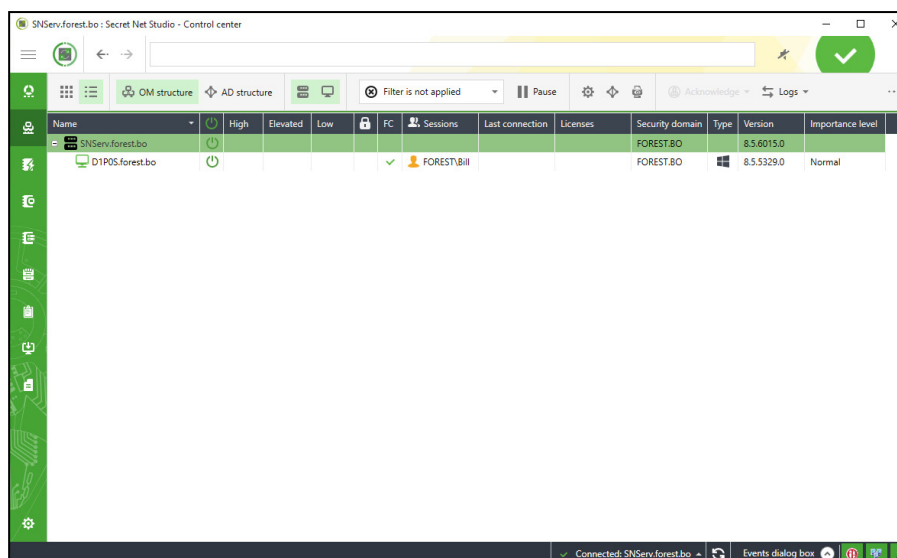 SNServ.forest.bo : Secret Net Studio - Control center
OM structure AD structure Filter is not applied Pause Acknowledge Logs
Name High Elevated Low FC Sessions Last connection Licenses Security domain Type Version Importance level
SNServ.forest.bo FOREST.BO 8.5.6015.0
D1P0S.forest.bo FOREST\Bill FOREST.BO 8.5.5329.0 Normal
Connected: SNServ.forest.bo Events dialog box